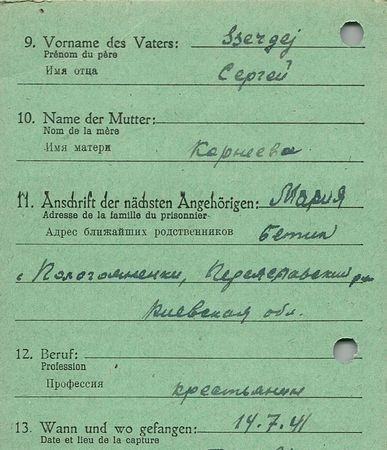 9. Vorname des Vaters: Szergej
Prénom du père
Имя отца Сергей
10. Name der Mutter:
Nom de la mère
Имя матери Карнеева
11. Anschrift der nächsten Angehörigen: Мария
Adresse de la famille du prisonnier
Адрес ближайших родственников
с Пологи Переяславский
Киевская обл.
12. Beruf:
Profession
Профессия крестьянин
13. Wann und wo gefangen: 14.7.41
Date et lieu de la capture